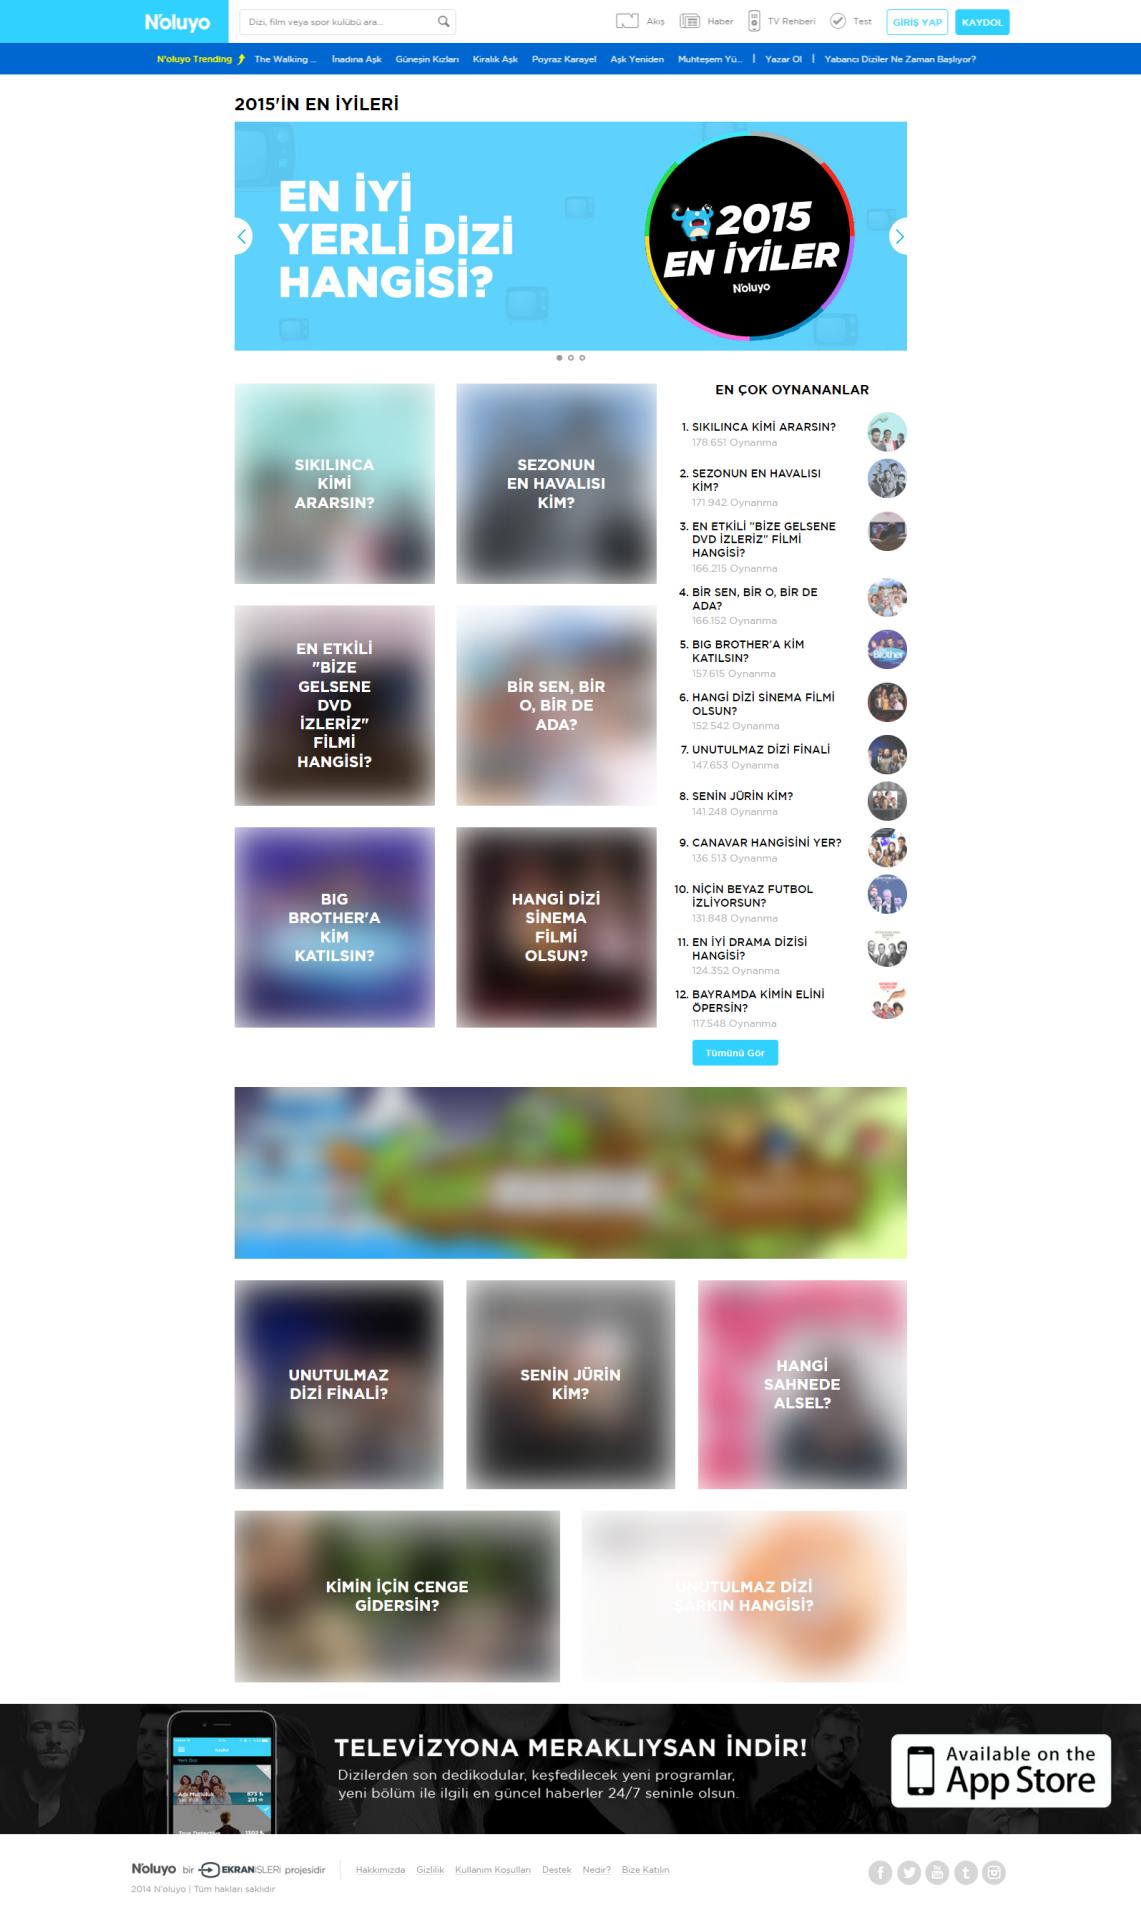 N'oluyo
Dizi, film veya spor kulübü ara...
Akış
Haber
TV Rehberi
Test
GİRİŞ YAP
KAYDOL
N'oluyo Trending
The Walking ...
İnadına Aşk
Güneşin Kızları
Kiralık Aşk
Poyraz Karayel
Aşk Yeniden
Muhteşem Yü...
Yazar Ol
Yabancı Diziler Ne Zaman Başlıyor?
2015'İN EN İYİLERİ
EN İYİ
YERLİ DİZİ
HANGİSİ?
2015
EN İYİLER
N'oluyo
SIKILINCA
KİMİ
ARARSIN?
SEZONUN
EN HAVALISI
KİM?
EN ETKİLİ
"BİZE
GELSENE
DVD
İZLERİZ"
FİLMİ
HANGİSİ?
BİR SEN, BİR
O, BİR DE
ADA?
BIG
BROTHER'A
KİM
KATILSIN?
HANGİ DİZİ
SİNEMA
FİLMİ
OLSUN?
EN ÇOK OYNANANLAR
1. SIKILINCA KİMİ ARARSIN?
178.651 Oynanma
2. SEZONUN EN HAVALISI
KİM?
171.942 Oynanma
3. EN ETKİLİ "BİZE GELSENE
DVD İZLERİZ" FİLMİ
HANGİSİ?
166.215 Oynanma
4. BİR SEN, BİR O, BİR DE
ADA?
166.152 Oynanma
5. BIG BROTHER'A KİM
KATILSIN?
157.615 Oynanma
6. HANGİ DİZİ SİNEMA FİLMİ
OLSUN?
152.542 Oynanma
7. UNUTULMAZ DİZİ FİNALİ
147.653 Oynanma
8. SENİN JÜRİN KİM?
141.248 Oynanma
9. CANAVAR HANGİSİNİ YER?
136.513 Oynanma
10. NİÇİN BEYAZ FUTBOL
İZLİYORSUN?
131.848 Oynanma
11. EN İYİ DRAMA DİZİSİ
HANGİSİ?
124.352 Oynanma
12. BAYRAMDA KİMİN ELİNİ
ÖPERSİN?
117.548 Oynanma
Tümünü Gör
UNUTULMAZ
DİZİ FİNALİ?
SENİN JÜRİN
KİM?
HANGİ
SAHNEDE
ALSEL?
KİMİN İÇİN CENGE
GİDERSİN?
UNUTULMAZ DİZİ
ŞARKIN HANGİSİ?
TELEVİZYONA MERAKLIYSAN İNDİR!
Dizilerden son dedikodular, keşfedilecek yeni programlar,
yeni bölüm ile ilgili en güncel haberler 24/7 seninle olsun.
Available on the
App Store
N'oluyo bir EKRANİSLERİ projesidir
Hakkımızda
Gizlilik
Kullanım Koşulları
Destek
Nedir?
Bize Katılın
2014 N'oluyo | Tüm hakları saklıdır